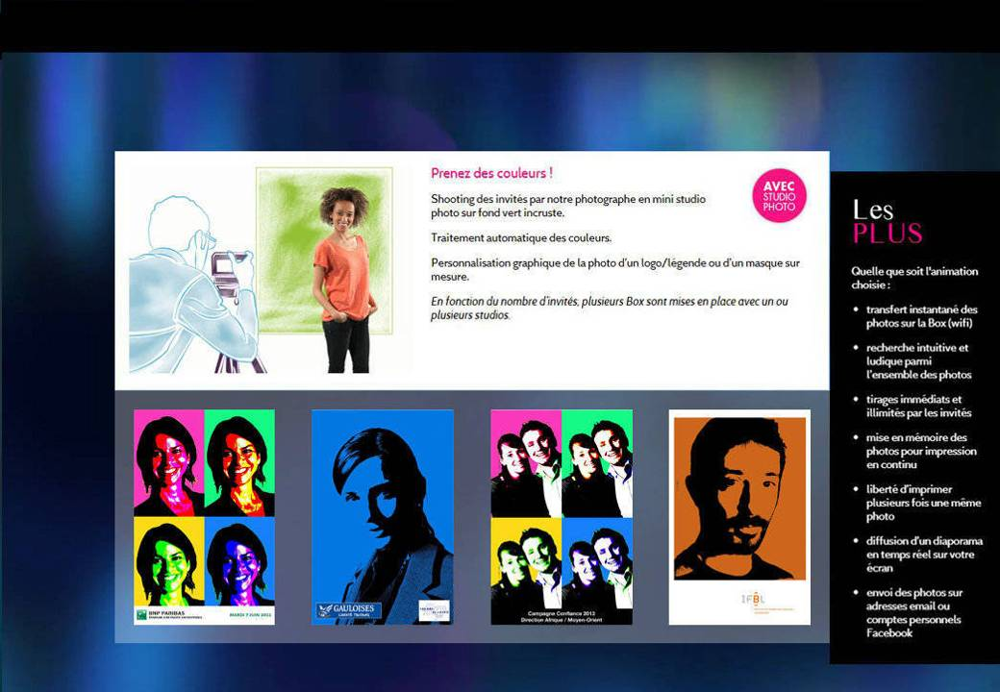 Prenez des couleurs !
Shooting des invités par notre photographe en mini studio
photo sur fond vert incruste.
Traitement automatique des couleurs.
Personnalisation graphique de la photo d'un logo/légende ou d'un masque sur
mesure.
En fonction du nombre d'invités, plusieurs Box sont mises en place avec un ou
plusieurs studios.
AVEC
STUDIO
PHOTO
Les
PLUS
Quelle que soit l'animation
choisie :
• transfert instantané des
photos sur la Box (wifi)
• recherche intuitive et
ludique parmi
l'ensemble des photos
• tirages immédiats et
illimités par les invités
• mise en mémoire des
photos pour impression
en continu
• liberté d'imprimer
plusieurs fois une même
photo
• diffusion d'un diaporama
en temps réel sur votre
écran
• envoi des photos sur
adresses email ou
comptes personnels
Facebook
BNP PARIBAS
MARDI 7 JUIN 2011
GAULOISES
Campagne Confiance 2013
Direction Afrique / Moyen-Orient
IFBL